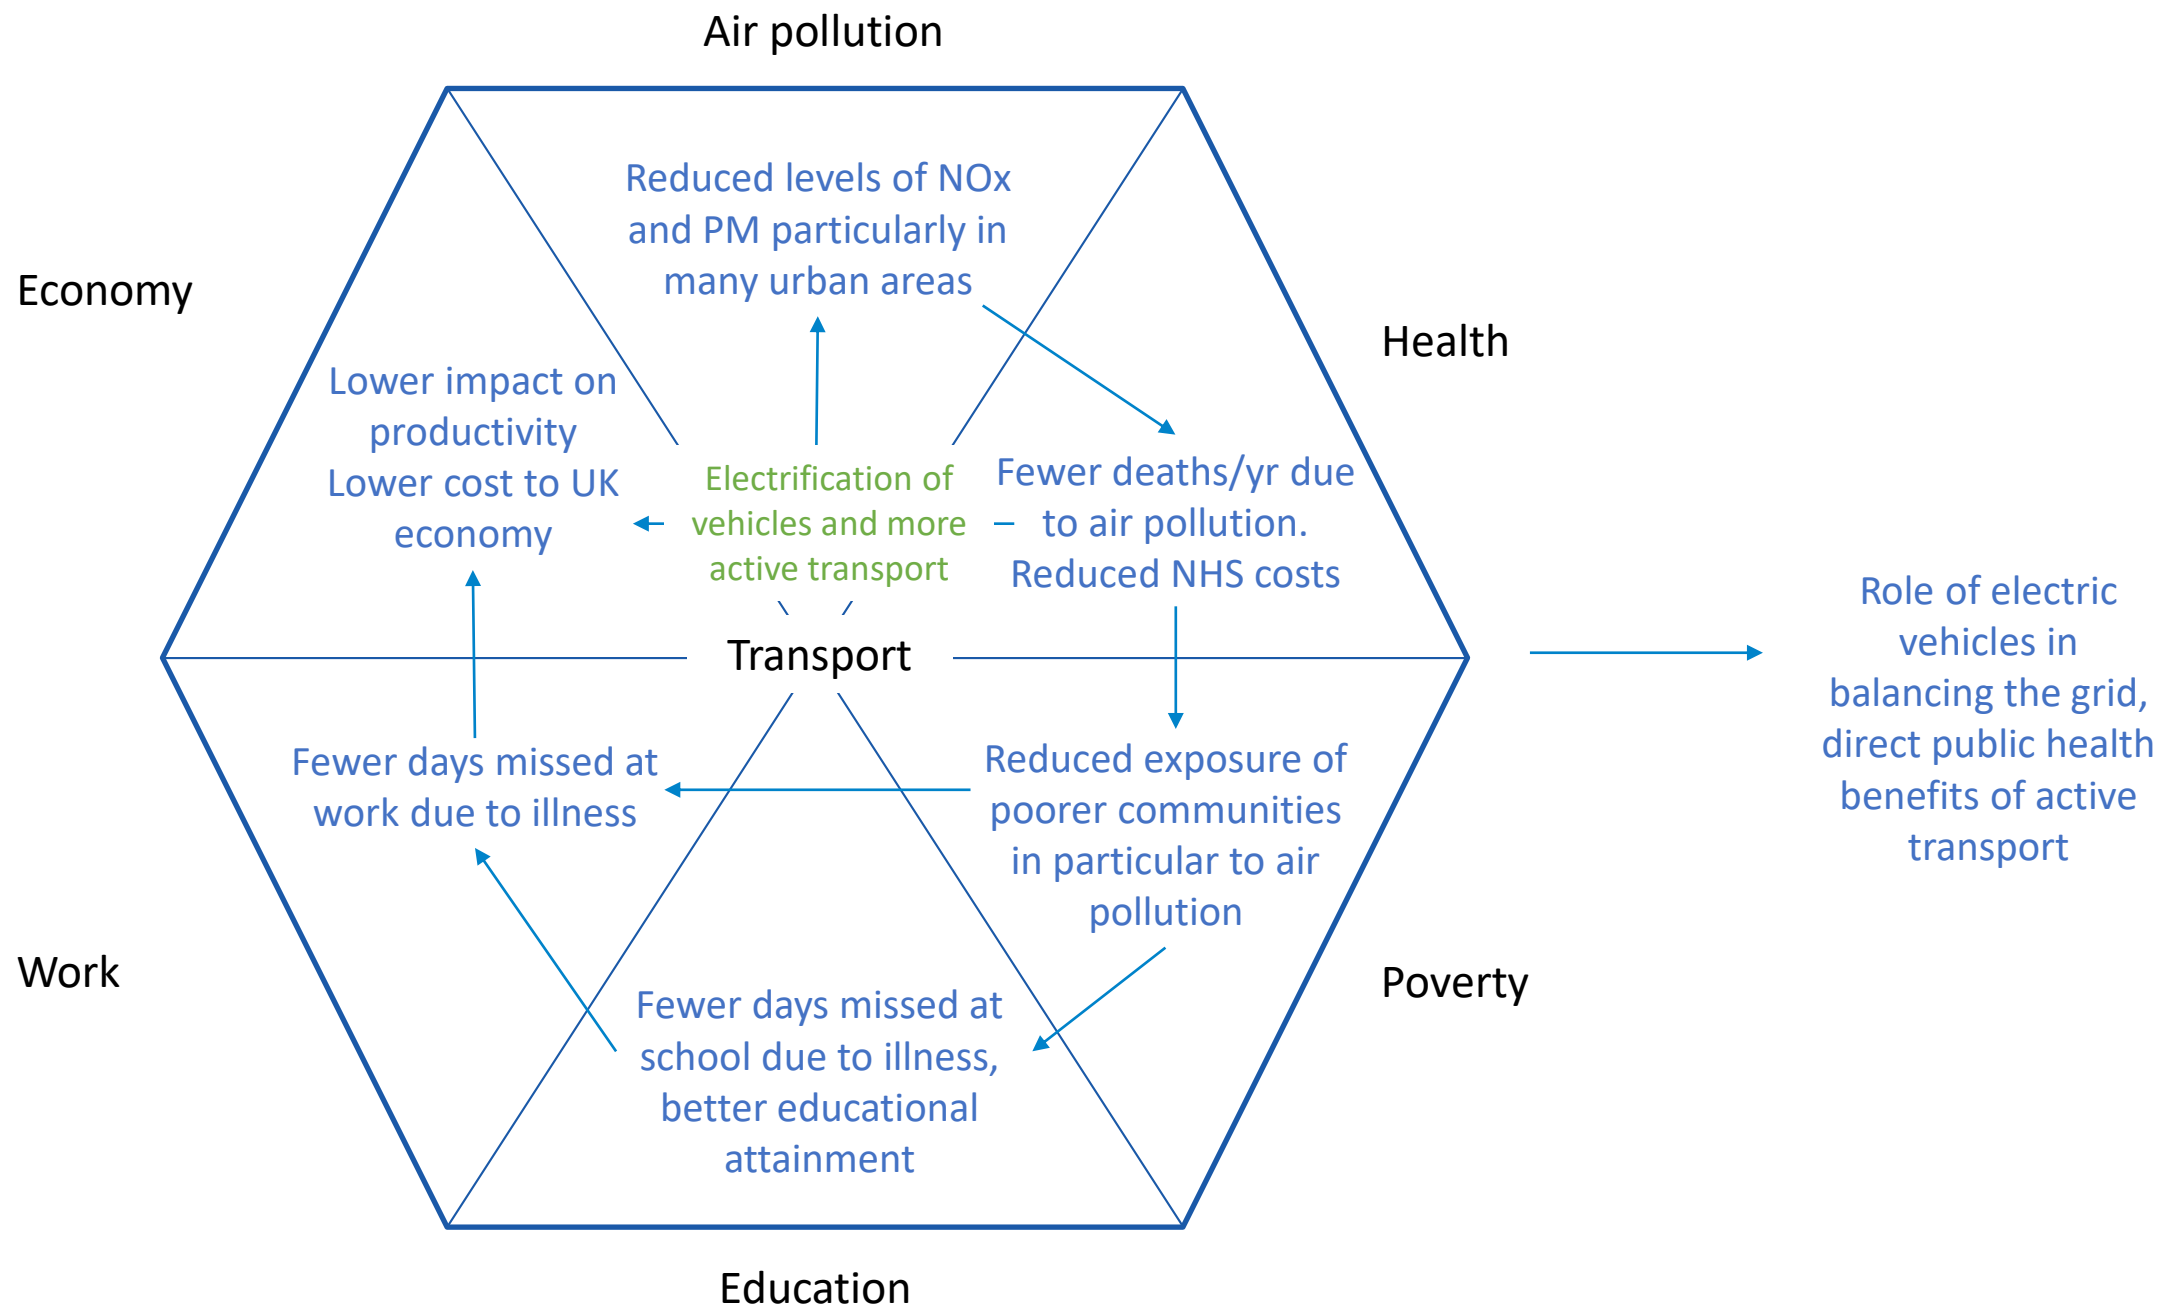 Air pollution
Reduced levels of NOx
and PM particularly in
many urban areas
Economy
Health
Lower impact on
productivity
Lower cost to UK
economy
Electrification of
vehicles and more
active transport
Fewer deaths/yr due
to air pollution.
Reduced NHS costs
Transport
Role of electric
vehicles in
balancing the grid,
direct public health
benefits of active
transport
Fewer days missed at
work due to illness
Reduced exposure of
poorer communities
in particular to air
pollution
Work
Poverty
Fewer days missed at
school due to illness,
better educational
attainment
Education